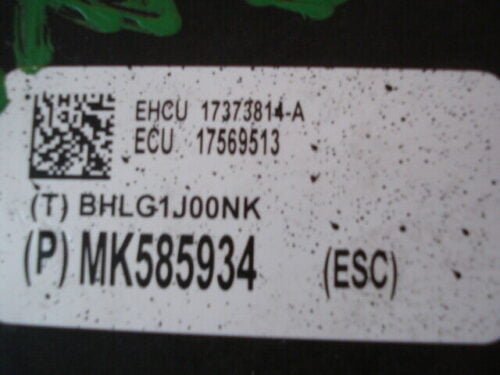 EHCU 17373814-A
ECU 17569513
(T) BHLG1J00NK
(P) MK585934 (ESC)